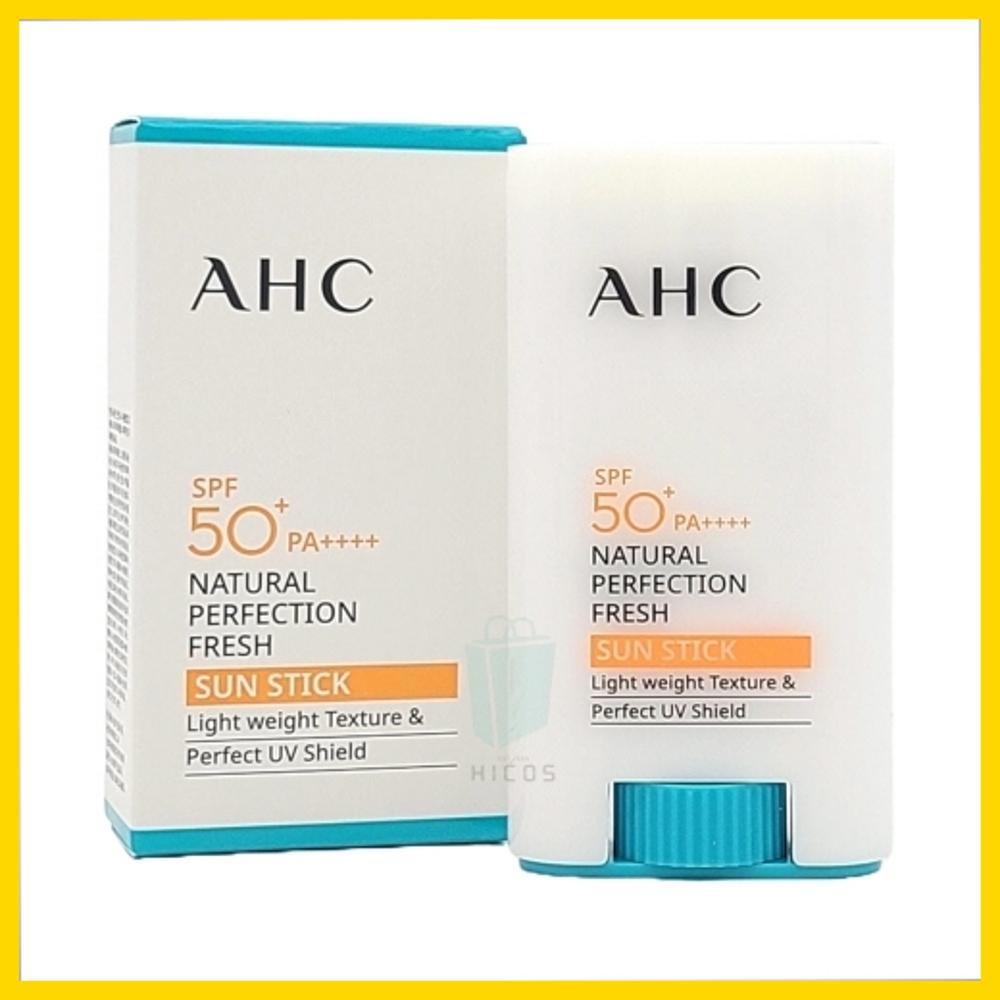 AHC
SPF
50+ PA++++
NATURAL
PERFECTION
FRESH
SUN STICK
Light weight Texture &
Perfect UV Shield
AHC
SPF
50+ PA++++
NATURAL
PERFECTION
FRESH
SUN STICK
Light weight Texture &
Perfect UV Shield
HICOS